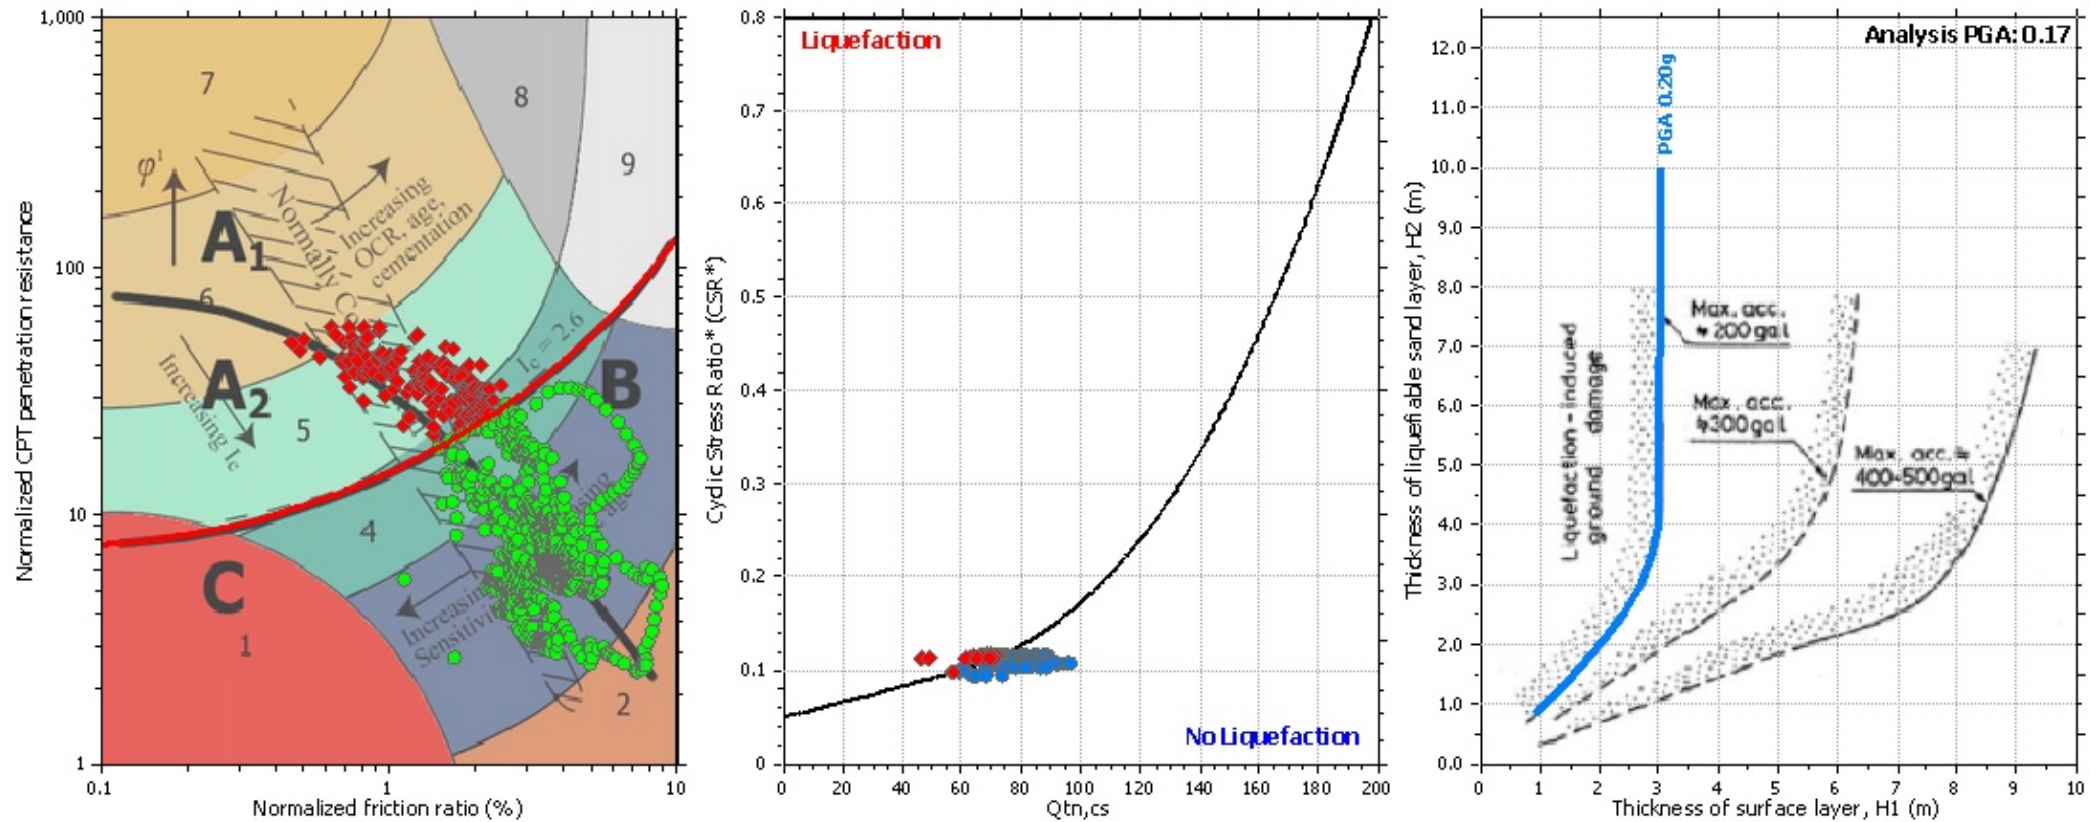 1,000
100
10
1
Normalized CPT penetration resistance
0.1
1
10
Normalized friction ratio (%)
7
8
9
φ'
A1
6
A2
5
4
B
C
1
2
Increasing
OCR, age,
cementation
Normally Co
Increasing Ic
Ic = 2.6
Increasing
Sensitivity
0.8
0.7
0.6
0.5
0.4
0.3
0.2
0.1
0
Cyclic Stress Ratio* (CSR*)
Liquefaction
No Liquefaction
0
20
40
60
80
100
120
140
160
180
200
Qtn,cs
Analysis PGA: 0.17
12.0
11.0
10.0
9.0
8.0
7.0
6.0
5.0
4.0
3.0
2.0
1.0
0.0
Thickness of liquefiable sand layer, H2 (m)
PGA 0.20g
Liquefaction-induced
ground damage
Max. acc.
≒ 200gal
Max. acc.
≒300gal
Max. acc. ≒
400~500gal
0
1
2
3
4
5
6
7
8
9
10
Thickness of surface layer, H1 (m)